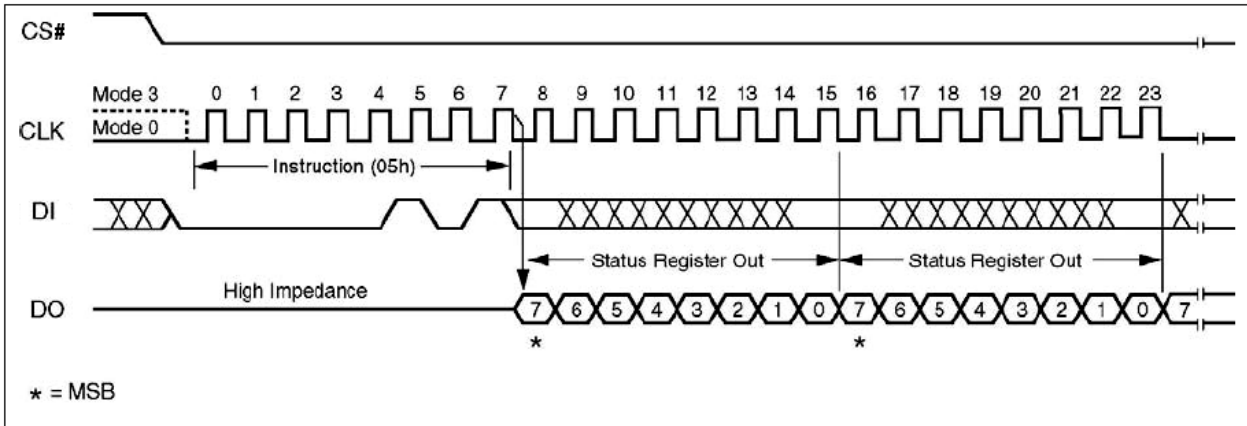 CS#
Mode 3 0 1 2 3 4 5 6 7 8 9 10 11 12 13 14 15 16 17 18 19 20 21 22 23
CLK Mode 0
Instruction (05h)
DI
Status Register Out Status Register Out
High Impedance
DO 7 6 5 4 3 2 1 0 7 6 5 4 3 2 1 0 7
* *
* = MSB